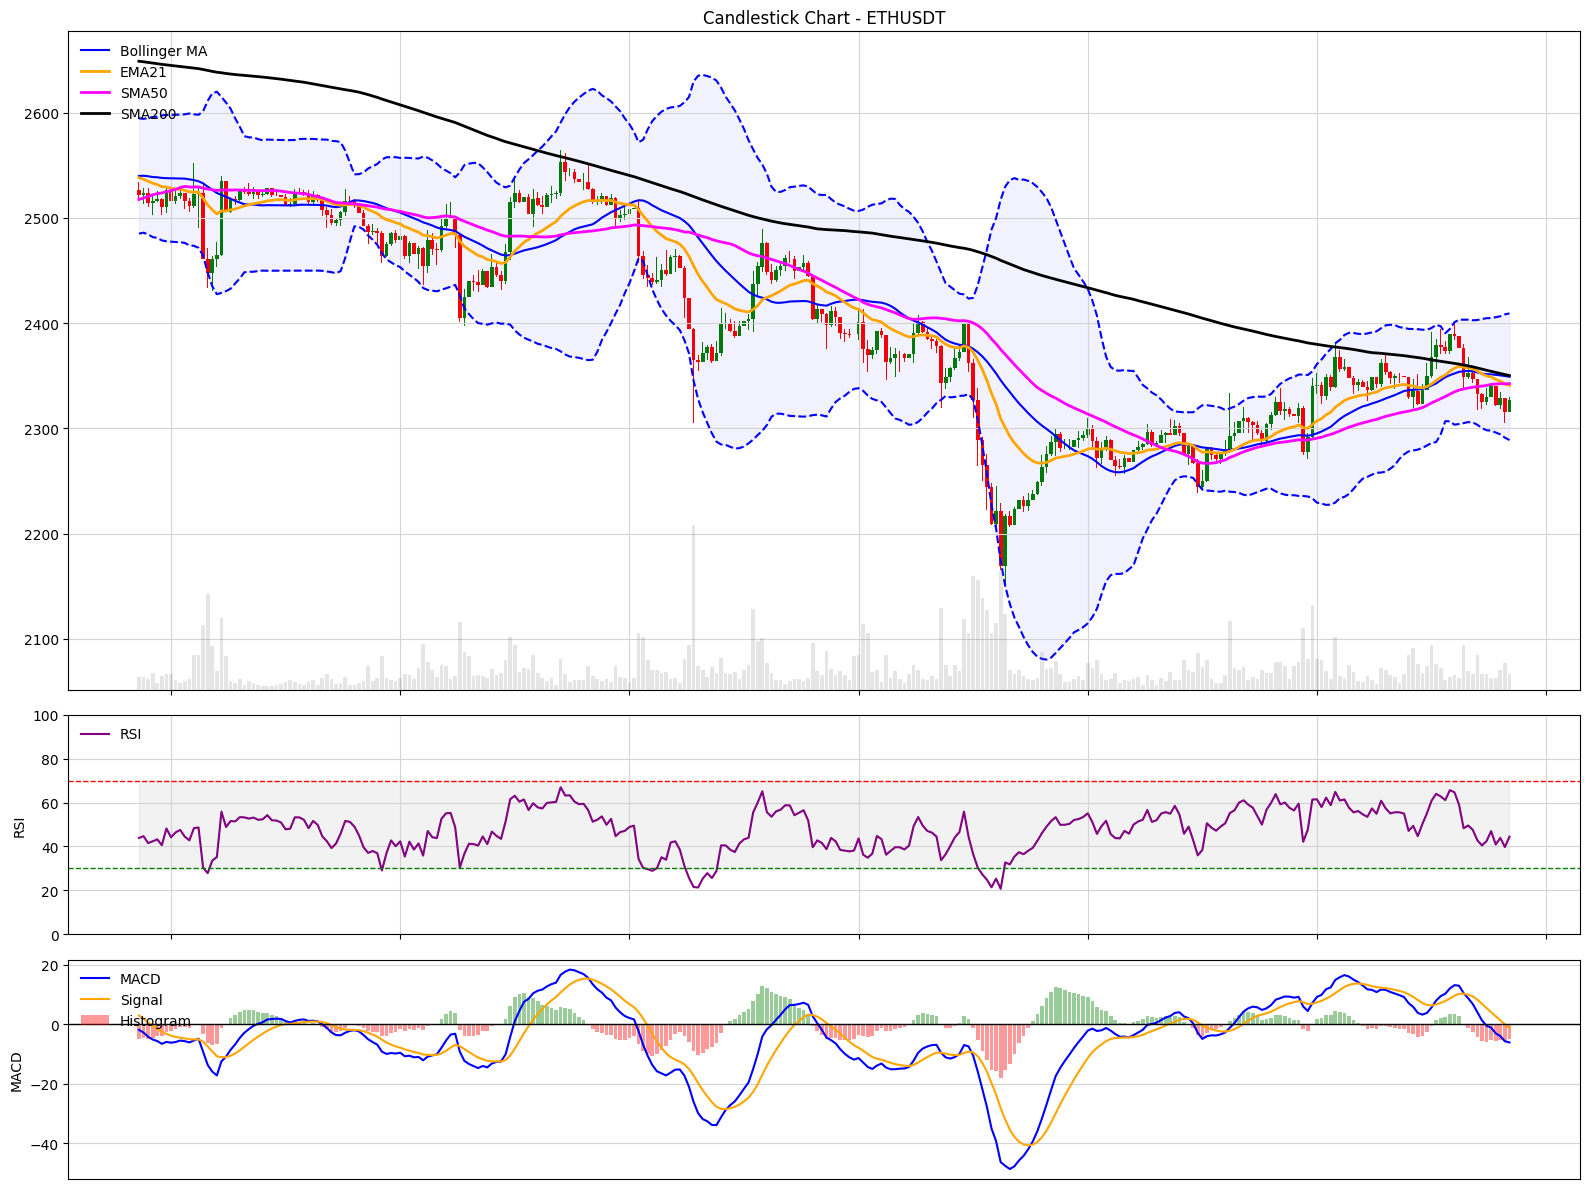 Candlestick Chart - ETHUSDT
Bollinger MA
EMA21
SMA50
SMA200
2600
2500
2400
2300
2200
2100
100
RSI
80
60
RSI
40
20
0
20
MACD
Signal
Histogram
0
MACD
−20
−40